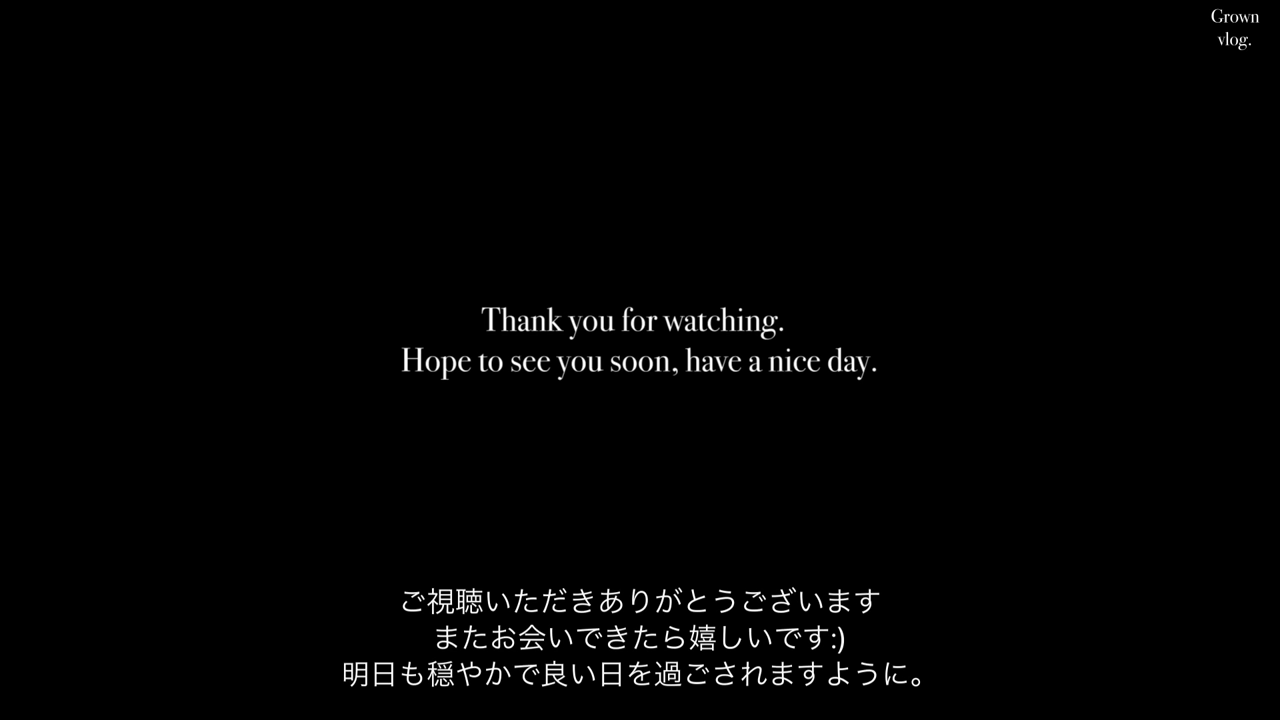 Grown
vlog.
Thank you for watching.
Hope to see you soon, have a nice day.
ご視聴いただきありがとうございます
またお会いできたら嬉しいです:)
明日も穏やかで良い日を過ごされますように。